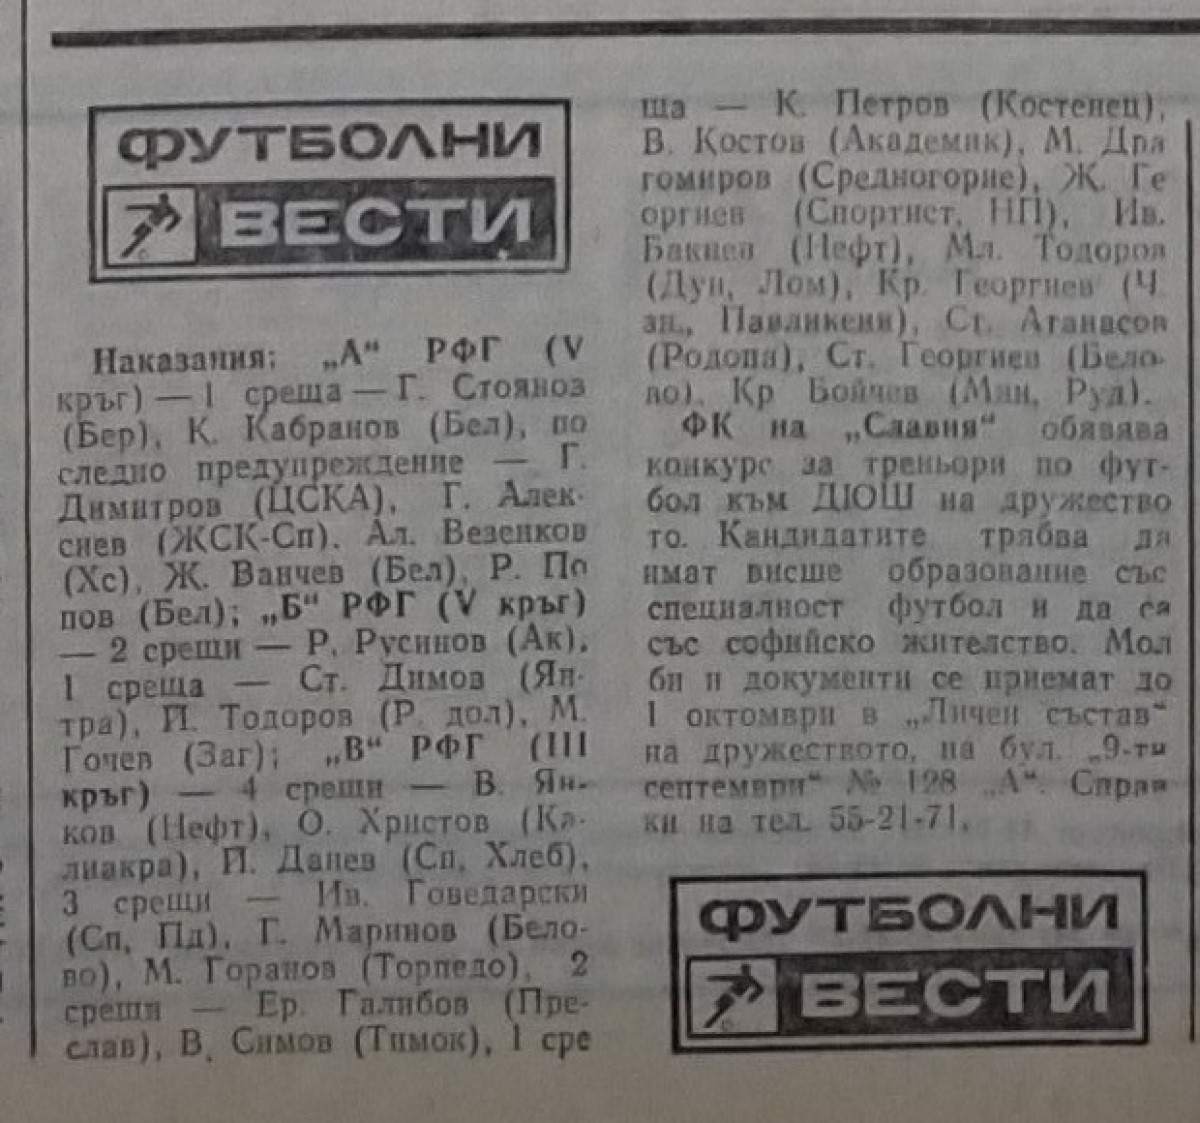 ФУТБОЛНИ
ВЕСТИ
Наказания: „А“ РФГ (V
кръг) — 1 среща — Г. Стояноз
(Бер), К. Кабранов (Бел), по
следно предупреждение — Г.
Димитров (ЦСКА), Г. Алек-
сиев (ЖСК-Сп). Ал. Везенков
(Хс), Ж. Ванчев (Бел), Р. По
пов (Бел); „Б“ РФГ (V кръг)
— 2 срещи — Р. Русинов (Ак),
1 среща — Ст. Димов (Ян-
тра), Й. Тодоров (Р. дол), М.
Гочев (Заг); „В“ РФГ (III
кръг) — 4 срещи — В. Ян-
ков (Нефт), О. Христов (Ка-
лиакра), Й. Данев (Сп, Хлеб),
3 срещи — Ив. Говедарски
(Сп, Пд), Г. Маринов (Бело-
во), М. Горанов (Торпедо), 2
срещи — Ер. Галибов (Пре-
слав), В. Симов (Тимок), 1 сре
ща — К. Петров (Костенец),
В. Костов (Академик), М. Дра
гомиров (Средногорие), Ж. Ге
оргиев (Спортист, НП), Ив.
Бакиев (Нефт), Мл. Тодоров
(Дун, Лом), Кр. Георгиев (Ч.
зн., Павликени), Ст. Атанасов
(Родопа), Ст. Георгиев (Бело-
во), Кр Бойчев (Мин, Руд).
ФК на „Славия“ обявява
конкурс за треньори по фут-
бол към ДЮШ на дружество
то. Кандидатите трябва да
имат висше образование със
специалност футбол и да са
със софийско жителство. Мол
би и документи се приемат до
1 октомври в „Личен състав“
на дружеството, на бул. „9-ти
септември“ № 128 „А“. Справ
ки на тел. 55-21-71.
ФУТБОЛНИ
ВЕСТИ